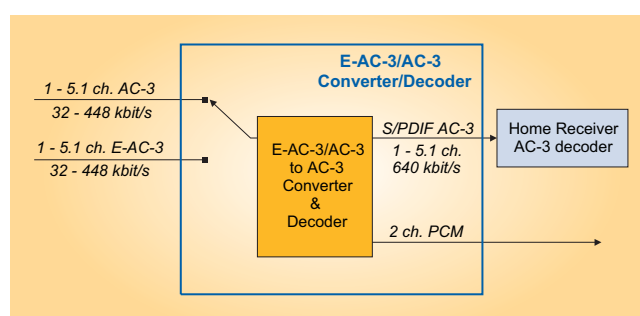 E-AC-3/AC-3
Converter/Decoder
1 - 5.1 ch. AC-3
32 - 448 kbit/s
1 - 5.1 ch. E-AC-3
32 - 448 kbit/s
E-AC-3/AC-3
to AC-3
Converter
&
Decoder
S/PDIF AC-3
1 - 5.1 ch.
640 kbit/s
Home Receiver
AC-3 decoder
2 ch. PCM